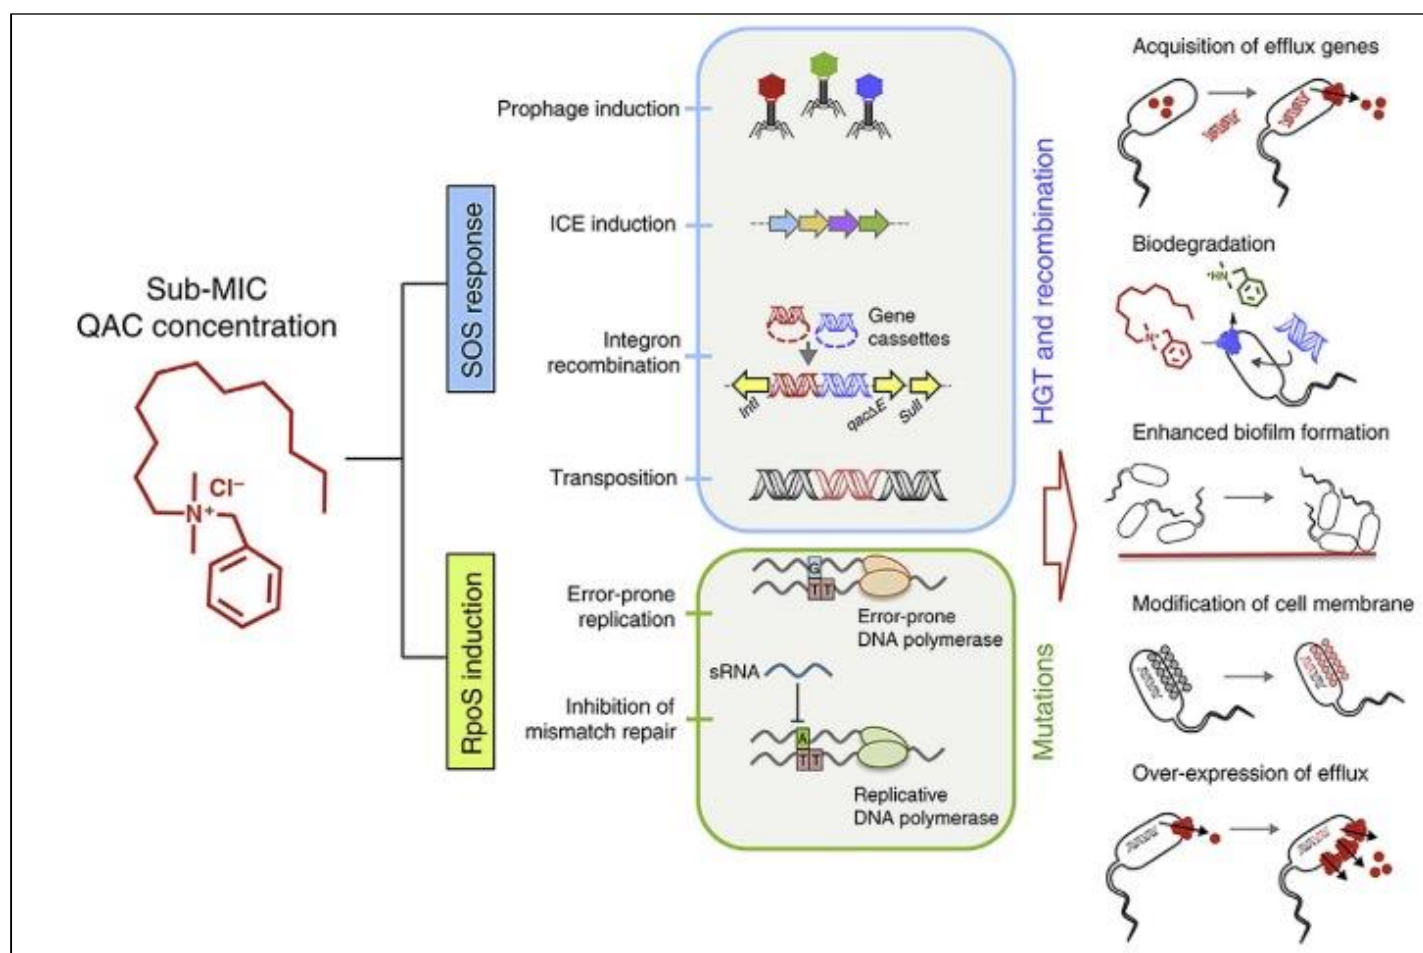 Sub-MIC
QAC concentration
Cl⁻
N⁺
SOS response
RpoS induction
Prophage induction
ICE induction
Integron
recombination
Transposition
Gene
cassettes
IntI
qacΔE
SulI
Error-prone
replication
G
T T
Error-prone
DNA polymerase
sRNA
Inhibition of
mismatch repair
A
T T
Replicative
DNA polymerase
HGT and recombination
Mutations
Acquisition of efflux genes
Biodegradation
⁺HN
N⁺
Enhanced biofilm formation
Modification of cell membrane
Over-expression of efflux